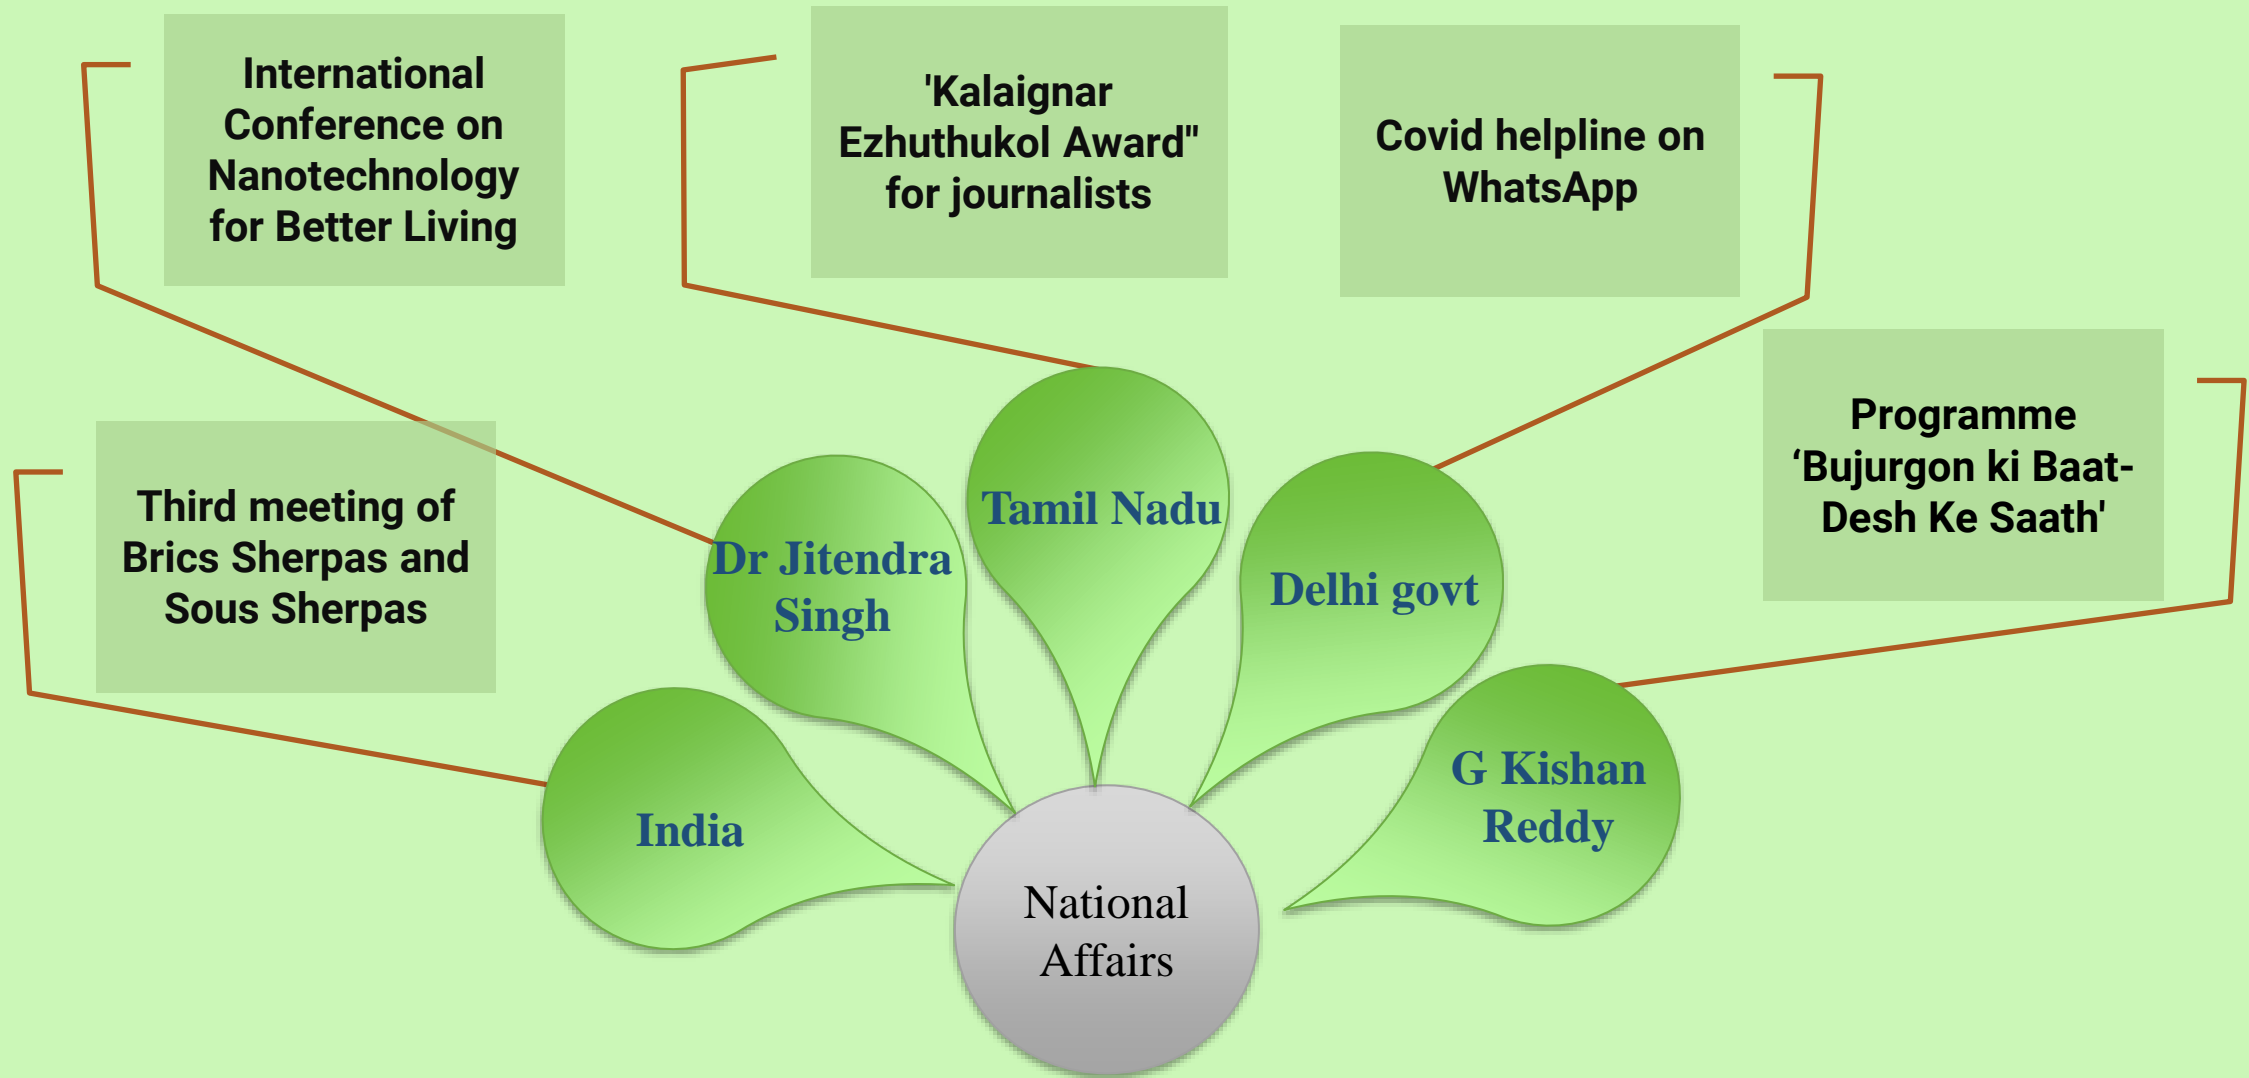 International
Conference on
Nanotechnology
for Better Living
'Kalaignar
Ezhuthukol Award"
for journalists
Covid helpline on
WhatsApp
Programme
‘Bujurgon ki Baat-
Desh Ke Saath'
Third meeting of
Brics Sherpas and
Sous Sherpas
Dr Jitendra
Singh
Tamil Nadu
Delhi govt
G Kishan
Reddy
India
National
Affairs